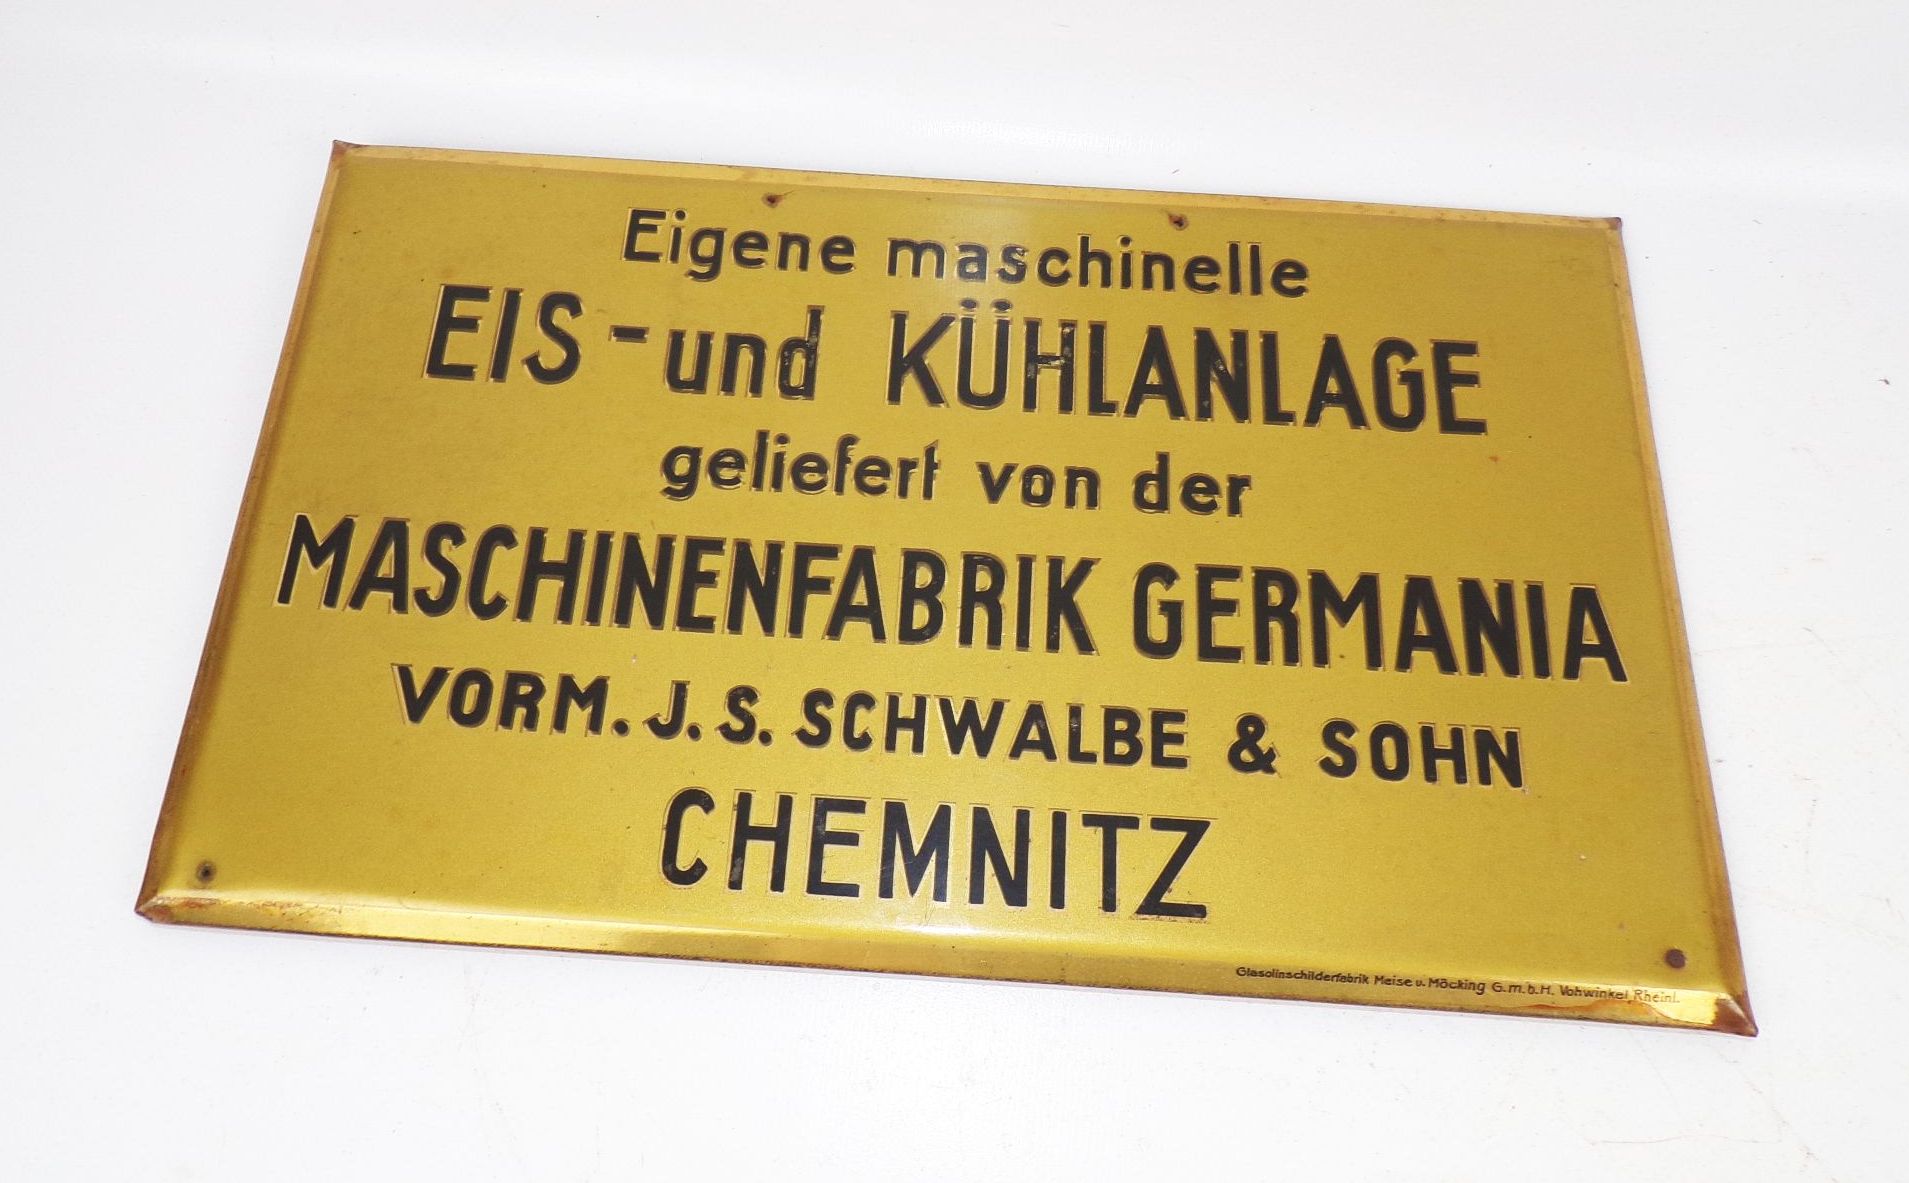 Eigene maschinelle
EIS- und KÜHLANLAGE
geliefert von der
MASCHINENFABRIK GERMANIA
VORM. J. S. SCHWALBE & SOHN
CHEMNITZ
Glasolinschilderfabrik Meise u. Möcking G.m.b.H. Vohwinkel Rheinl.